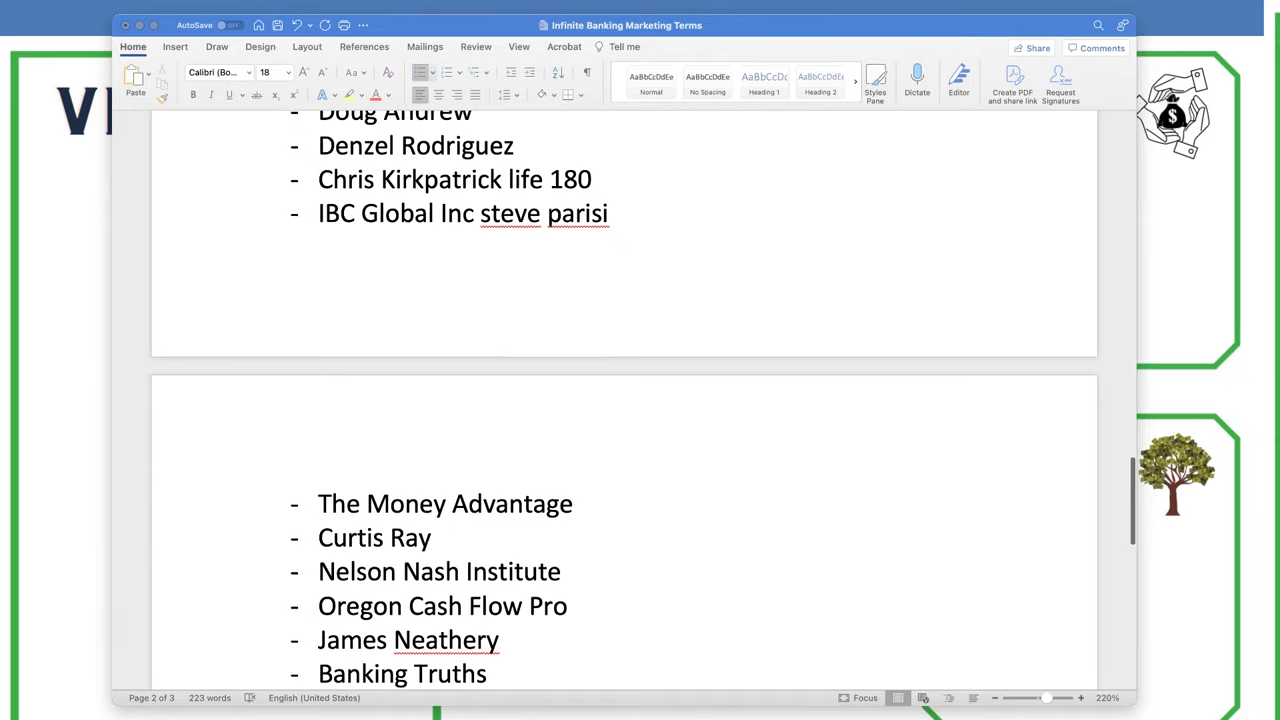 AutoSave OFF
Infinite Banking Marketing Terms
Home Insert Draw Design Layout References Mailings Review View Acrobat Tell me
Share Comments
Paste
Calibri (Bo... 18
AaBbCcDdEe Normal
AaBbCcDdEe No Spacing
AaBbCcDc Heading 1
AaBbCcDdEe Heading 2
Styles Pane
Dictate
Editor
Create PDF and share link
Request Signatures
VI
- Doug Andrew
- Denzel Rodriguez
- Chris Kirkpatrick life 180
- IBC Global Inc steve parisi
- The Money Advantage
- Curtis Ray
- Nelson Nash Institute
- Oregon Cash Flow Pro
- James Neathery
- Banking Truths
Page 2 of 3 223 words English (United States) Focus 220%